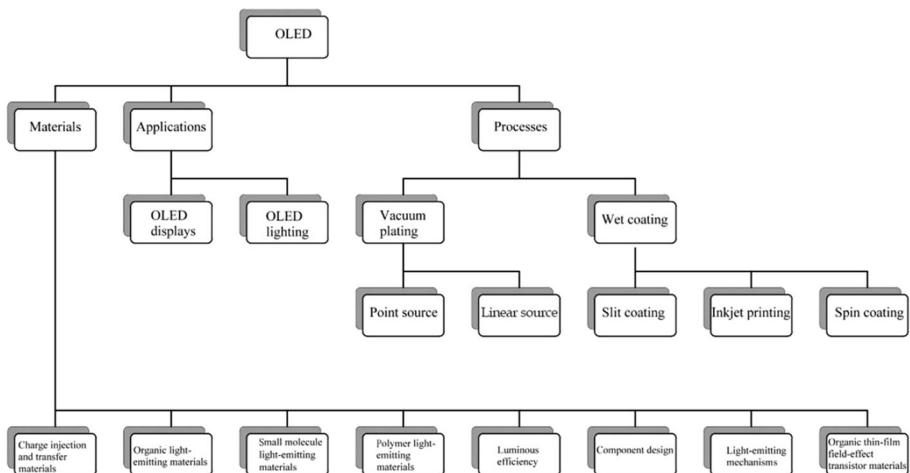 OLED
Materials
Applications
Processes
OLED
displays
OLED
lighting
Vacuum
plating
Wet coating
Point source
Linear source
Slit coating
Inkjet printing
Spin coating
Charge injection
and transfer
materials
Organic light-
emitting materials
Small molecule
light-emitting
materials
Polymer light-
emitting
materials
Luminous
efficiency
Component design
Light-emitting
mechanisms
Organic thin-film
field-effect
transistor materials